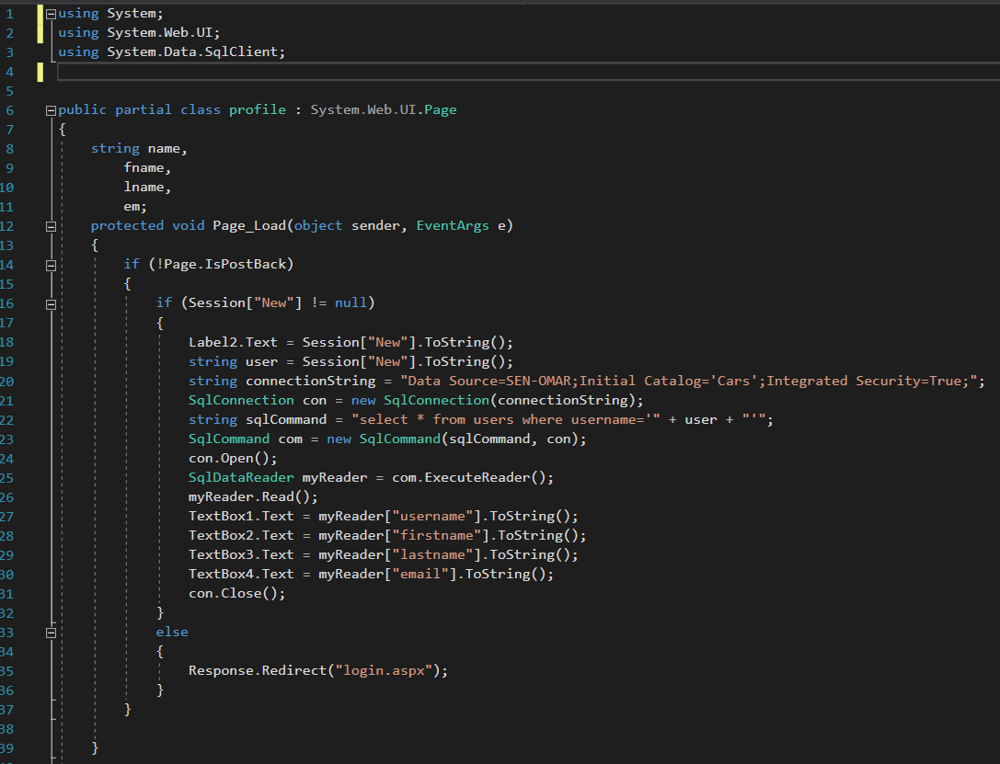 1 using System;
2 using System.Web.UI;
3 using System.Data.SqlClient;
4
5
6 public partial class profile : System.Web.UI.Page
7 {
8 string name,
9 fname,
10 lname,
11 em;
12 protected void Page_Load(object sender, EventArgs e)
13 {
14 if (!Page.IsPostBack)
15 {
16 if (Session["New"] != null)
17 {
18 Label2.Text = Session["New"].ToString();
19 string user = Session["New"].ToString();
20 string connectionString = "Data Source=SEN-OMAR;Initial Catalog='Cars';Integrated Security=True;";
21 SqlConnection con = new SqlConnection(connectionString);
22 string sqlCommand = "select * from users where username='" + user + "'";
23 SqlCommand com = new SqlCommand(sqlCommand, con);
24 con.Open();
25 SqlDataReader myReader = com.ExecuteReader();
26 myReader.Read();
27 TextBox1.Text = myReader["username"].ToString();
28 TextBox2.Text = myReader["firstname"].ToString();
29 TextBox3.Text = myReader["lastname"].ToString();
30 TextBox4.Text = myReader["email"].ToString();
31 con.Close();
32 }
33 else
34 {
35 Response.Redirect("login.aspx");
36 }
37 }
38
39 }